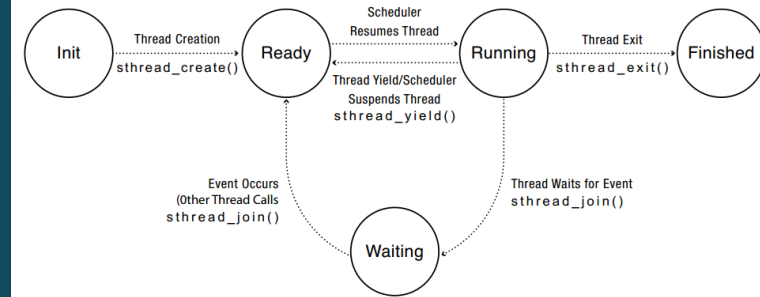 Init
Thread Creation
sthread_create()
Ready
Scheduler
Resumes Thread
Thread Yield/Scheduler
Suspends Thread
sthread_yield()
Running
Thread Exit
sthread_exit()
Finished
Event Occurs
(Other Thread Calls
sthread_join()
Thread Waits for Event
sthread_join()
Waiting